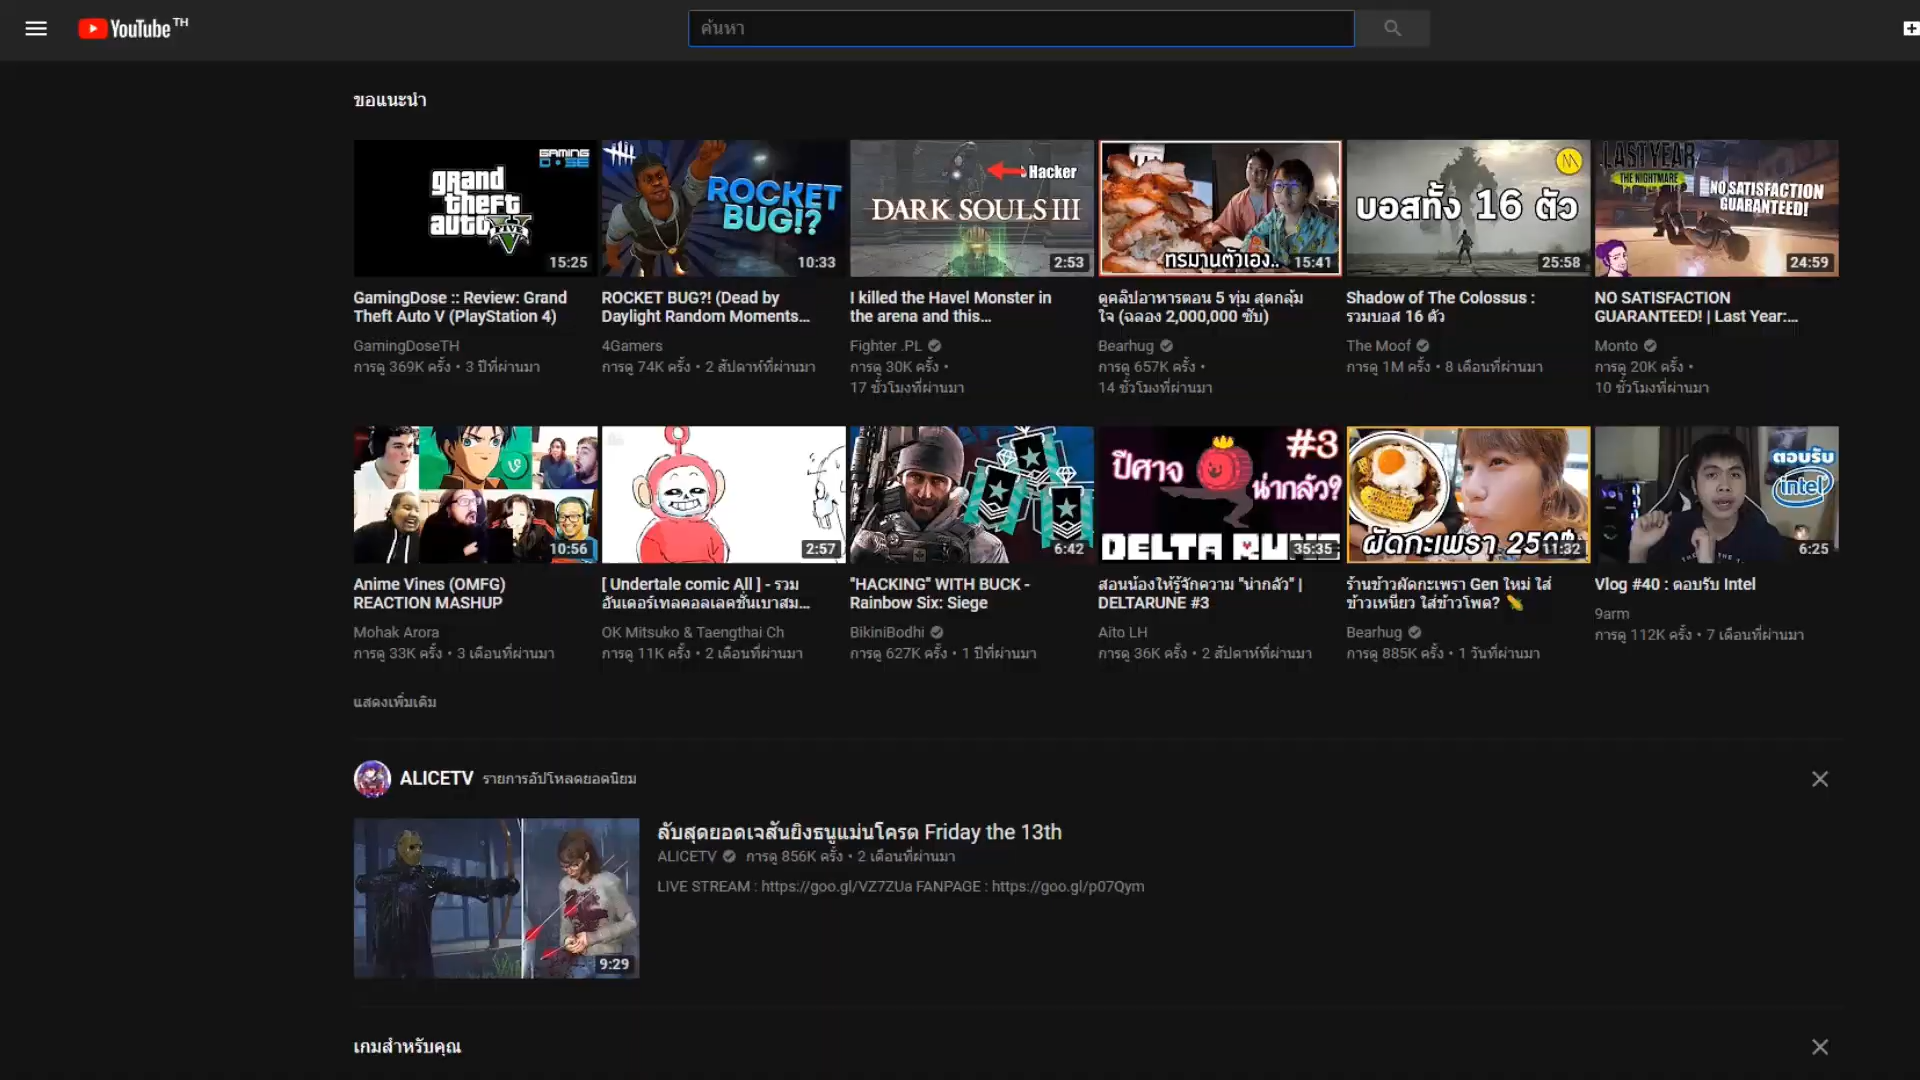 YouTube TH
ค้นหา
ขอแนะนำ
grand theft auto V FIVE
GAMING DOSE
15:25
ROCKET BUG!?
10:33
Hacker
DARK SOULS III
2:53
ทรมานตัวเอง..
15:41
บอสทั้ง 16 ตัว
25:58
LAST YEAR
THE NIGHTMARE
NO SATISFACTION
GUARANTEED!
24:59
GamingDose :: Review: Grand
Theft Auto V (PlayStation 4)
GamingDoseTH
การดู 369K ครั้ง • 3 ปีที่ผ่านมา
ROCKET BUG?! (Dead by
Daylight Random Moments...
4Gamers
การดู 74K ครั้ง • 2 สัปดาห์ที่ผ่านมา
I killed the Havel Monster in
the arena and this...
Fighter .PL
การดู 30K ครั้ง •
17 ชั่วโมงที่ผ่านมา
ดูคลิปอาหารตอน 5 ทุ่ม สุดกลุ้ม
ใจ (ฉลอง 2,000,000 ซับ)
Bearhug
การดู 657K ครั้ง •
14 ชั่วโมงที่ผ่านมา
Shadow of The Colossus :
รวมบอส 16 ตัว
The Moof
การดู 1M ครั้ง • 8 เดือนที่ผ่านมา
NO SATISFACTION
GUARANTEED! | Last Year:...
Monto
การดู 20K ครั้ง •
10 ชั่วโมงที่ผ่านมา
10:56
2:57
6:42
ปีศาจ
#3
น่ากลัว?
DELTA RUNE
35:35
ผัดกะเพรา 250฿
11:32
ตอบรับ
intel
6:25
Anime Vines (OMFG)
REACTION MASHUP
Mohak Arora
การดู 33K ครั้ง • 3 เดือนที่ผ่านมา
[ Undertale comic All ] - รวม
อันเดอร์เทลคอลเลคชั่นเบาสม...
OK Mitsuko & Taengthai Ch
การดู 11K ครั้ง • 2 เดือนที่ผ่านมา
"HACKING" WITH BUCK -
Rainbow Six: Siege
BikiniBodhi
การดู 627K ครั้ง • 1 ปีที่ผ่านมา
สอนน้องให้รู้จักความ "น่ากลัว" |
DELTARUNE #3
Aito LH
การดู 36K ครั้ง • 2 สัปดาห์ที่ผ่านมา
ร้านข้าวผัดกะเพรา Gen ใหม่ ใส่
ข้าวเหนียว ใส่ข้าวโพด? 🌽
Bearhug
การดู 885K ครั้ง • 1 วันที่ผ่านมา
Vlog #40 : ตอบรับ Intel
9arm
การดู 112K ครั้ง • 7 เดือนที่ผ่านมา
แสดงเพิ่มเติม
ALICETV รายการอัปโหลดยอดนิยม
9:29
ลับสุดยอดเจสันยิงธนูแม่นโครต Friday the 13th
ALICETV การดู 856K ครั้ง • 2 เดือนที่ผ่านมา
LIVE STREAM : https://goo.gl/VZ7ZUa FANPAGE : https://goo.gl/p07Qym
เกมสำหรับคุณ